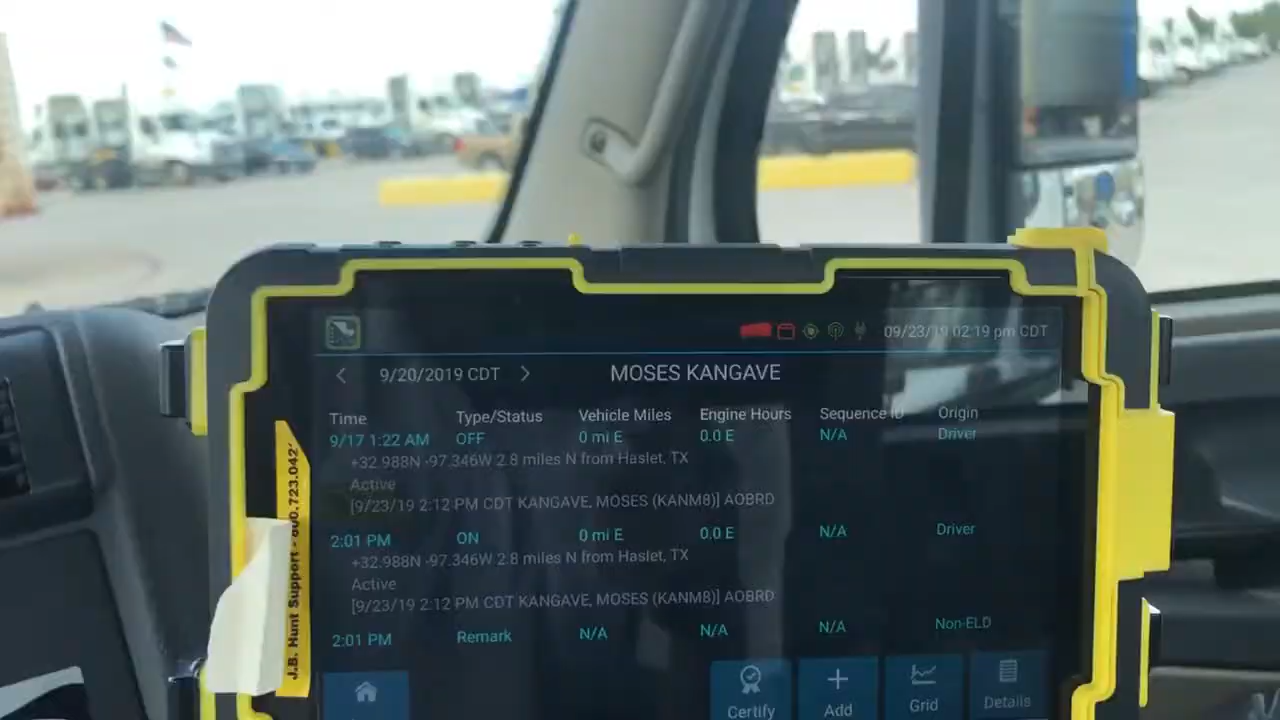 09/23/19 02:19 pm CDT
9/20/2019 CDT MOSES KANGAVE
Time Type/Status Vehicle Miles Engine Hours Sequence ID Origin
9/17 1:22 AM OFF 0 mi E 0.0 E N/A Driver
+32.988N -97.346W 2.8 miles N from Haslet, TX
Active
[9/23/19 2:12 PM CDT KANGAVE, MOSES (KANM8)] AOBRD
2:01 PM ON 0 mi E 0.0 E N/A Driver
+32.988N -97.346W 2.8 miles N from Haslet, TX
Active
[9/23/19 2:12 PM CDT KANGAVE, MOSES (KANM8)] AOBRD
2:01 PM Remark N/A N/A N/A Non-ELD
Certify Add Grid Details
J.B. Hunt Support - 800.723.042